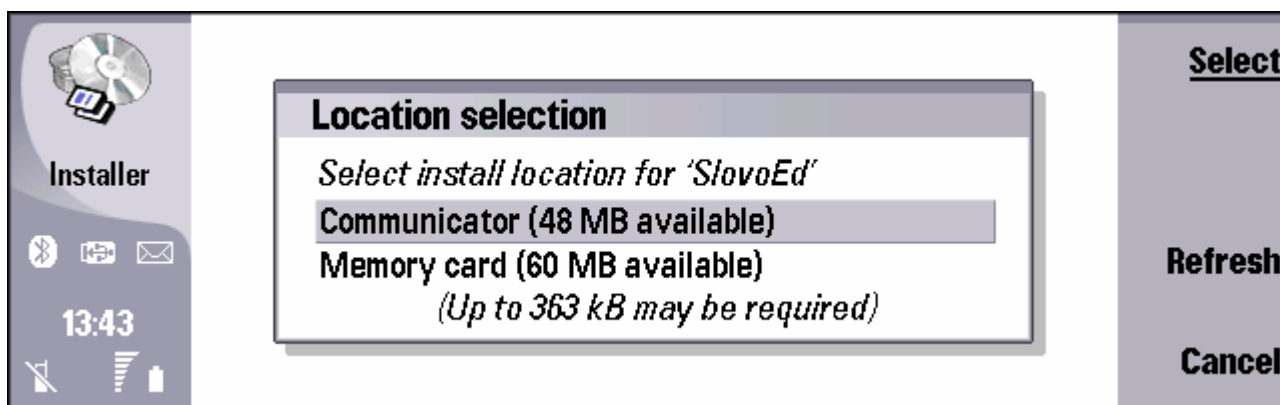 Installer
13:43
Location selection
Select install location for ‘SlovoEd’
Communicator (48 MB available)
Memory card (60 MB available)
(Up to 363 kB may be required)
Select
Refresh
Cancel